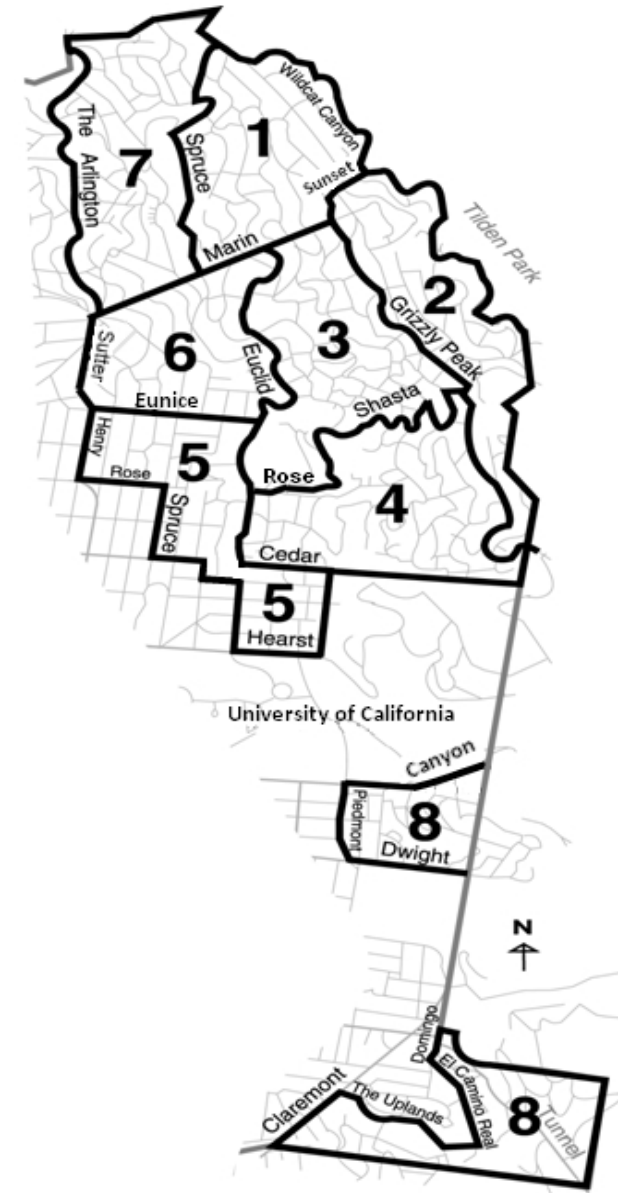 Wildcat Canyon
The Arlington
7
Spruce
1
Sunset
Tilden Park
Marin
2
Grizzly Peak
Sutter
6
Euclid
3
Eunice
Shasta
Henry
Rose
5
Spruce
Rose
4
Cedar
5
Hearst
University of California
Canyon
Piedmont
8
Dwight
N
Domingo
El Camino Real
Claremont
The Uplands
8
Tunnel